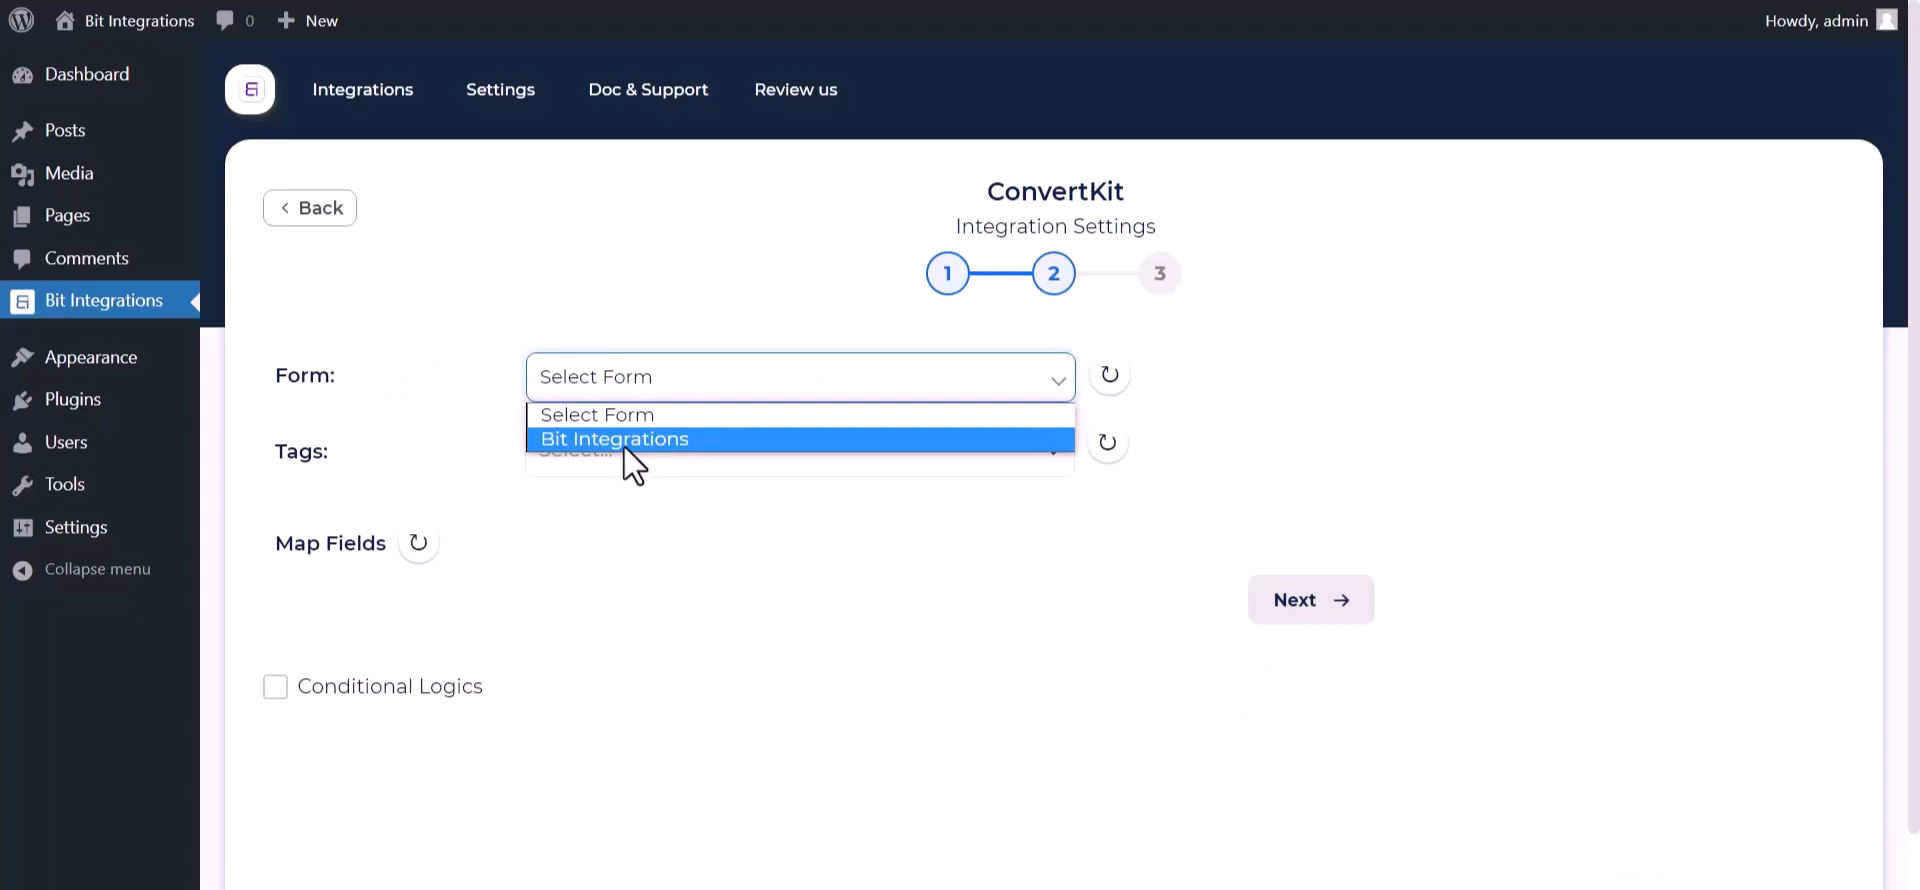 Bit Integrations
0
New
Howdy, admin
Dashboard
Posts
Media
Pages
Comments
Bit Integrations
Appearance
Plugins
Users
Tools
Settings
Collapse menu
Integrations
Settings
Doc & Support
Review us
Back
ConvertKit
Integration Settings
1
2
3
Form:
Select Form
Select Form
Bit Integrations
Tags:
Select...
Map Fields
Next
Conditional Logics